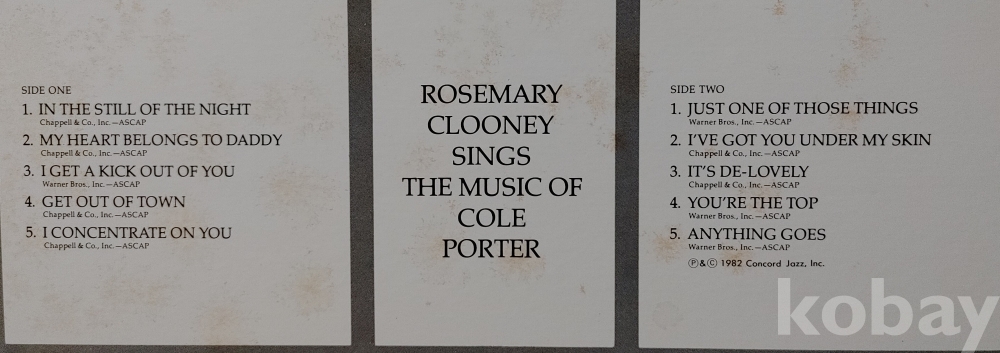 SIDE ONE
1. IN THE STILL OF THE NIGHT
Chappell & Co., Inc.—ASCAP
2. MY HEART BELONGS TO DADDY
Chappell & Co., Inc.—ASCAP
3. I GET A KICK OUT OF YOU
Warner Bros., Inc.—ASCAP
4. GET OUT OF TOWN
Chappell & Co., Inc.—ASCAP
5. I CONCENTRATE ON YOU
Chappell & Co., Inc.—ASCAP
ROSEMARY
CLOONEY
SINGS
THE MUSIC OF
COLE
PORTER
SIDE TWO
1. JUST ONE OF THOSE THINGS
Warner Bros., Inc.—ASCAP
2. I'VE GOT YOU UNDER MY SKIN
Chappell & Co., Inc.—ASCAP
3. IT'S DE-LOVELY
Chappell & Co., Inc.—ASCAP
4. YOU'RE THE TOP
Warner Bros., Inc.—ASCAP
5. ANYTHING GOES
Warner Bros., Inc.—ASCAP
Ⓟ&© 1982 Concord Jazz, Inc.
kobay